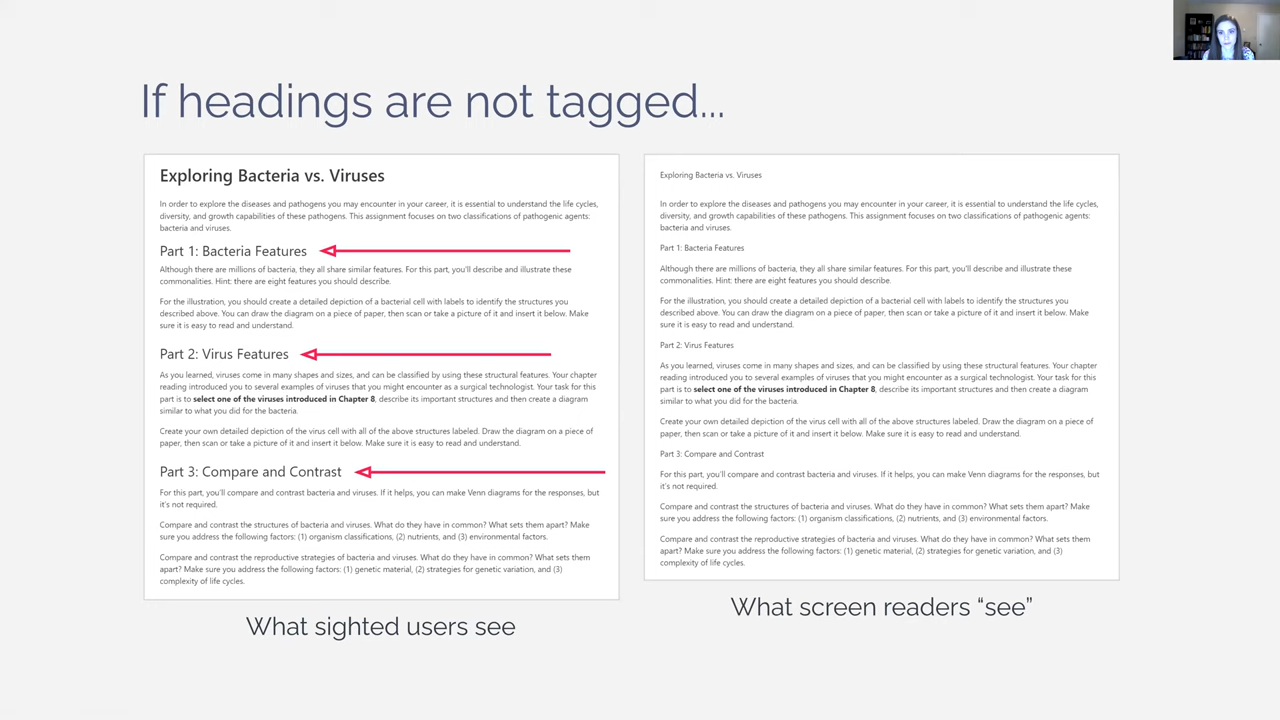 If headings are not tagged...
Exploring Bacteria vs. Viruses
In order to explore the diseases and pathogens you may encounter in your career, it is essential to understand the life cycles,
diversity, and growth capabilities of these pathogens. This assignment focuses on two classifications of pathogenic agents:
bacteria and viruses.
Part 1: Bacteria Features
Although there are millions of bacteria, they all share similar features. For this part, you'll describe and illustrate these
commonalities. Hint: there are eight features you should describe.
For the illustration, you should create a detailed depiction of a bacterial cell with labels to identify the structures you
described above. You can draw the diagram on a piece of paper, then scan or take a picture of it and insert it below. Make
sure it is easy to read and understand.
Part 2: Virus Features
As you learned, viruses come in many shapes and sizes, and can be classified by using these structural features. Your chapter
reading introduced you to several examples of viruses that you might encounter as a surgical technologist. Your task for this
part is to select one of the viruses introduced in Chapter 8, describe its important structures and then create a diagram
similar to what you did for the bacteria.
Create your own detailed depiction of the virus cell with all of the above structures labeled. Draw the diagram on a piece of
paper, then scan or take a picture of it and insert it below. Make sure it is easy to read and understand.
Part 3: Compare and Contrast
For this part, you'll compare and contrast bacteria and viruses. If it helps, you can make Venn diagrams for the responses, but
it's not required.
Compare and contrast the structures of bacteria and viruses. What do they have in common? What sets them apart? Make
sure you address the following factors: (1) organism classifications, (2) nutrients, and (3) environmental factors.
Compare and contrast the reproductive strategies of bacteria and viruses. What do they have in common? What sets them
apart? Make sure you address the following factors: (1) genetic material, (2) strategies for genetic variation, and (3)
complexity of life cycles.
What sighted users see
Exploring Bacteria vs. Viruses
In order to explore the diseases and pathogens you may encounter in your career, it is essential to understand the life cycles,
diversity, and growth capabilities of these pathogens. This assignment focuses on two classifications of pathogenic agents:
bacteria and viruses.
Part 1: Bacteria Features
Although there are millions of bacteria, they all share similar features. For this part, you'll describe and illustrate these
commonalities. Hint: there are eight features you should describe.
For the illustration, you should create a detailed depiction of a bacterial cell with labels to identify the structures you
described above. You can draw the diagram on a piece of paper, then scan or take a picture of it and insert it below. Make
sure it is easy to read and understand.
Part 2: Virus Features
As you learned, viruses come in many shapes and sizes, and can be classified by using these structural features. Your chapter
reading introduced you to several examples of viruses that you might encounter as a surgical technologist. Your task for this
part is to select one of the viruses introduced in Chapter 8, describe its important structures and then create a diagram
similar to what you did for the bacteria.
Create your own detailed depiction of the virus cell with all of the above structures labeled. Draw the diagram on a piece of
paper, then scan or take a picture of it and insert it below. Make sure it is easy to read and understand.
Part 3: Compare and Contrast
For this part, you'll compare and contrast bacteria and viruses. If it helps, you can make Venn diagrams for the responses, but
it's not required.
Compare and contrast the structures of bacteria and viruses. What do they have in common? What sets them apart? Make
sure you address the following factors: (1) organism classifications, (2) nutrients, and (3) environmental factors.
Compare and contrast the reproductive strategies of bacteria and viruses. What do they have in common? What sets them
apart? Make sure you address the following factors: (1) genetic material, (2) strategies for genetic variation, and (3)
complexity of life cycles.
What screen readers “see”